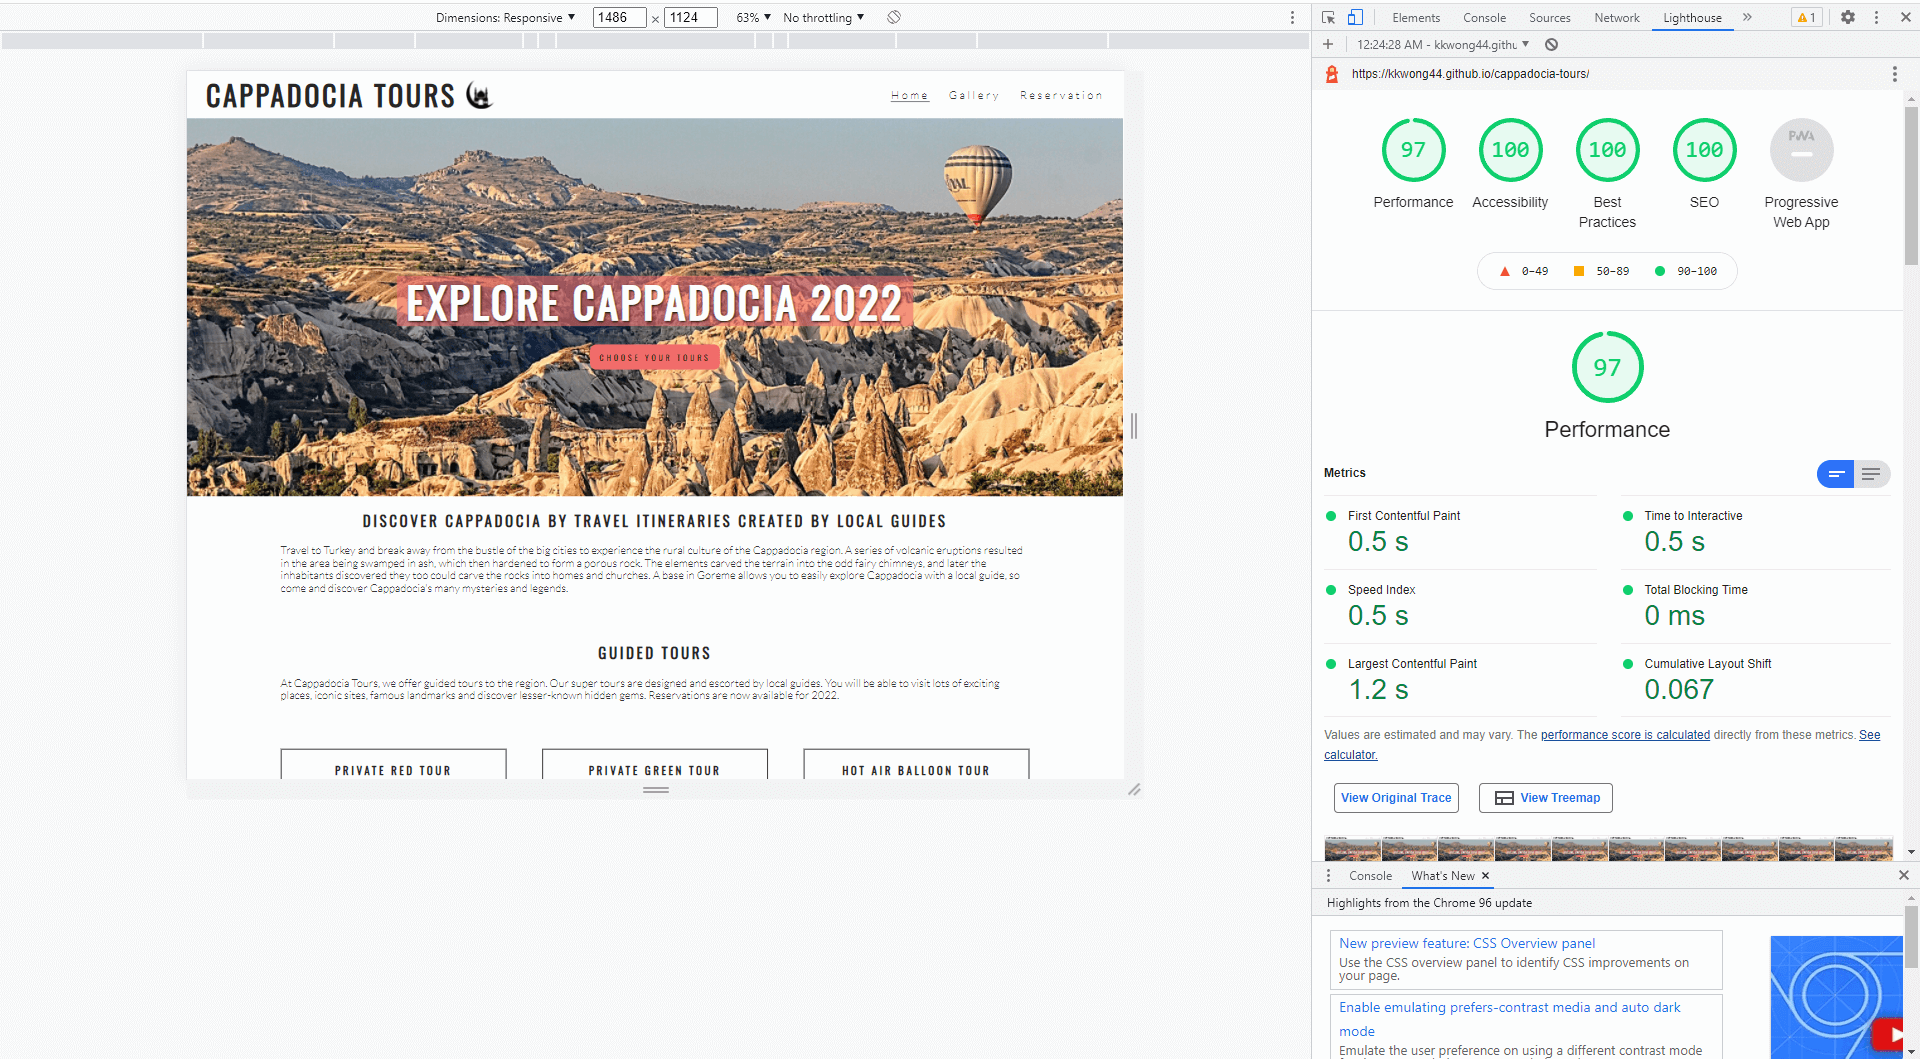 Dimensions: Responsive ▼ 1486 × 1124 63% ▼ No throttling ▼
CAPPADOCIA TOURS
Home Gallery Reservation
EXPLORE CAPPADOCIA 2022
CHOOSE YOUR TOURS
DISCOVER CAPPADOCIA BY TRAVEL ITINERARIES CREATED BY LOCAL GUIDES
Travel to Turkey and break away from the bustle of the big cities to experience the rural culture of the Cappadocia region. A series of volcanic eruptions resulted
in the area being swamped in ash, which then hardened to form a porous rock. The elements carved the terrain into the odd fairy chimneys, and later the
inhabitants discovered they too could carve the rocks into homes and churches. A base in Goreme allows you to easily explore Cappadocia with a local guide, so
come and discover Cappadocia's many mysteries and legends.
GUIDED TOURS
At Cappadocia Tours, we offer guided tours to the region. Our super tours are designed and escorted by local guides. You will be able to visit lots of exciting
places, iconic sites, famous landmarks and discover lesser-known hidden gems. Reservations are now available for 2022.
PRIVATE RED TOUR PRIVATE GREEN TOUR HOT AIR BALLOON TOUR
Elements Console Sources Network Lighthouse » 1
12:24:28 AM - kkwong44.githu ▼
https://kkwong44.github.io/cappadocia-tours/
97 100 100 100 PWA
Performance Accessibility Best Practices SEO Progressive Web App
0–49 50–89 90–100
97
Performance
Metrics
First Contentful Paint Time to Interactive
0.5 s 0.5 s
Speed Index Total Blocking Time
0.5 s 0 ms
Largest Contentful Paint Cumulative Layout Shift
1.2 s 0.067
Values are estimated and may vary. The performance score is calculated directly from these metrics. See
calculator.
View Original Trace View Treemap
Console What's New ×
Highlights from the Chrome 96 update
New preview feature: CSS Overview panel
Use the CSS overview panel to identify CSS improvements on
your page.
Enable emulating prefers-contrast media and auto dark
mode
Emulate the user preference on using a different contrast mode